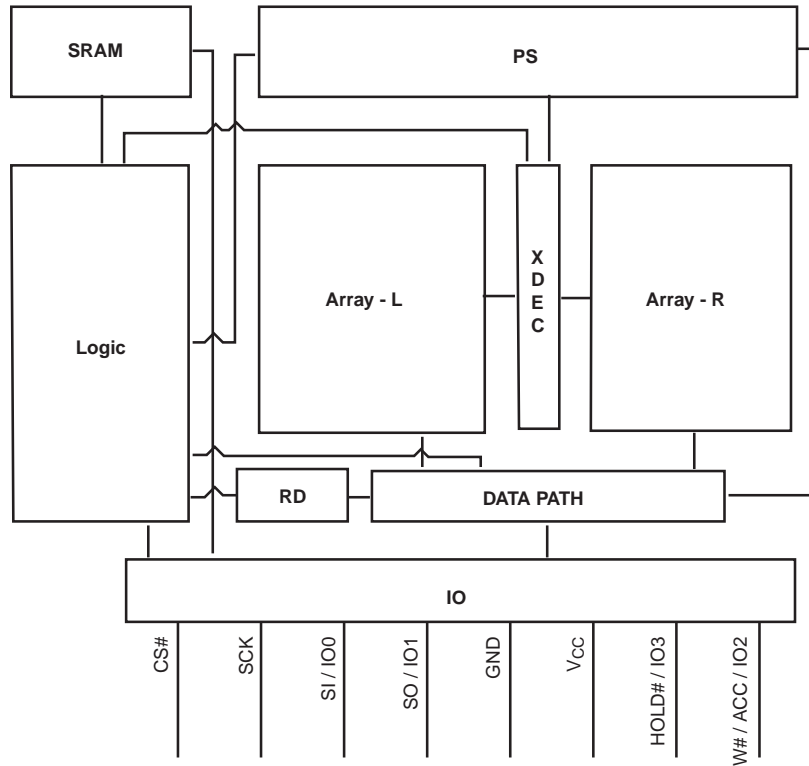 SRAM
PS
Logic
Array - L
X
D
E
C
Array - R
RD
DATA PATH
IO
CS#
SCK
SI / IO0
SO / IO1
GND
VCC
HOLD# / IO3
W# / ACC / IO2